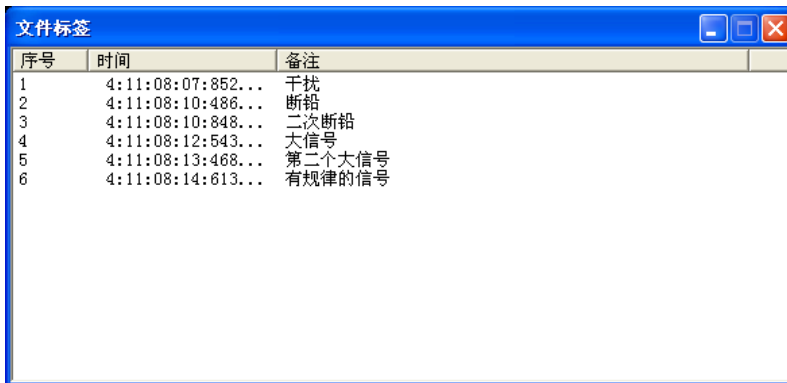 文件标签
序号 时间 备注
1 4:11:08:07:852... 干扰
2 4:11:08:10:486... 断铅
3 4:11:08:10:848... 二次断铅
4 4:11:08:12:543... 大信号
5 4:11:08:13:468... 第二个大信号
6 4:11:08:14:613... 有规律的信号